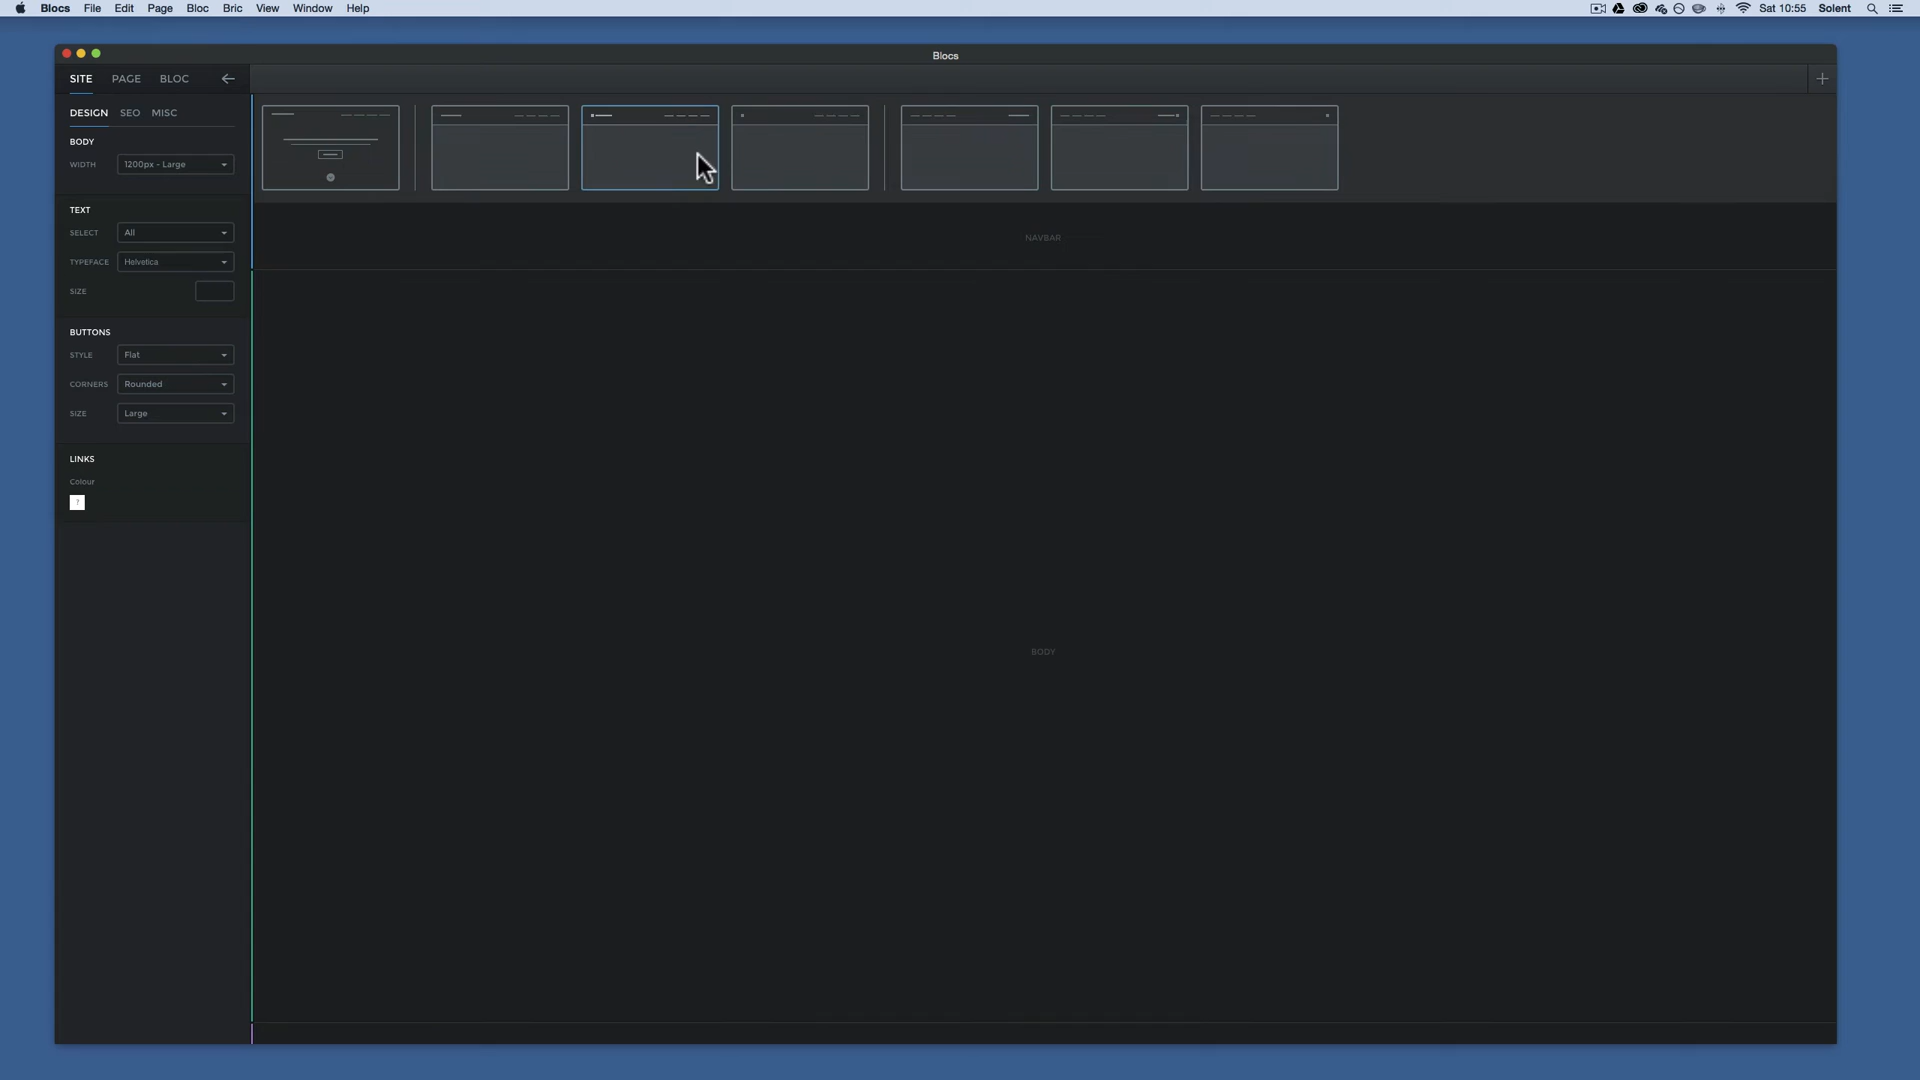 Blocs File Edit Page Bloc Bric View Window Help Sat 10:55 Solent
Blocs
SITE PAGE BLOC
DESIGN SEO MISC
BODY
WIDTH 1200px - Large
TEXT
SELECT All
TYPEFACE Helvetica
SIZE
BUTTONS
STYLE Flat
CORNERS Rounded
SIZE Large
LINKS
Colour
?
NAVBAR
BODY